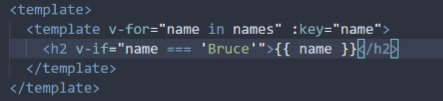 <template>
  <template v-for="name in names" :key="name">
    <h2 v-if="name === 'Bruce'">{{ name }}</h2>
  </template>
</template>